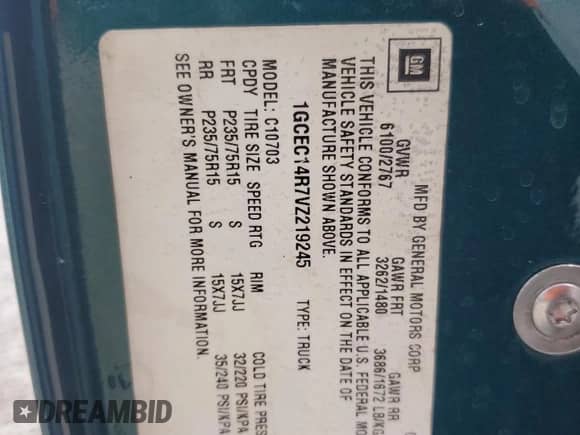 GM
MFD BY GENERAL MOTORS CORP
GVWR GAWR FRT GAWR RR
6100/2767 3262/1480 3686/1672 LB/KG
THIS VEHICLE CONFORMS TO ALL APPLICABLE U.S. FEDERAL MO
VEHICLE SAFETY STANDARDS IN EFFECT ON THE DATE OF
MANUFACTURE SHOWN ABOVE.
1GCEC14R7VZ219245 TYPE: TRUCK
MODEL: C10703
CPDY TIRE SIZE SPEED RTG RIM COLD TIRE PRES
FRT P235/75R15 S 15X7JJ 32/220 PSI/KPA
RR P235/75R15 S 15X7JJ 35/240 PSI/KPA
SEE OWNER'S MANUAL FOR MORE INFORMATION.
DREAMBID